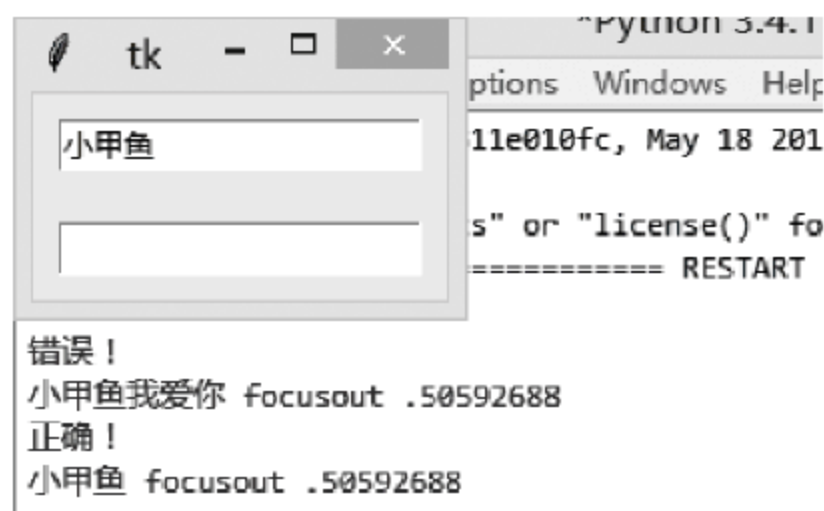 tk
*Python 3.4.1
ptions Windows Help
小甲鱼
11e010fc, May 18 201
s" or "license()" fo
============ RESTART
错误！
小甲鱼我爱你 focusout .50592688
正确！
小甲鱼 focusout .50592688